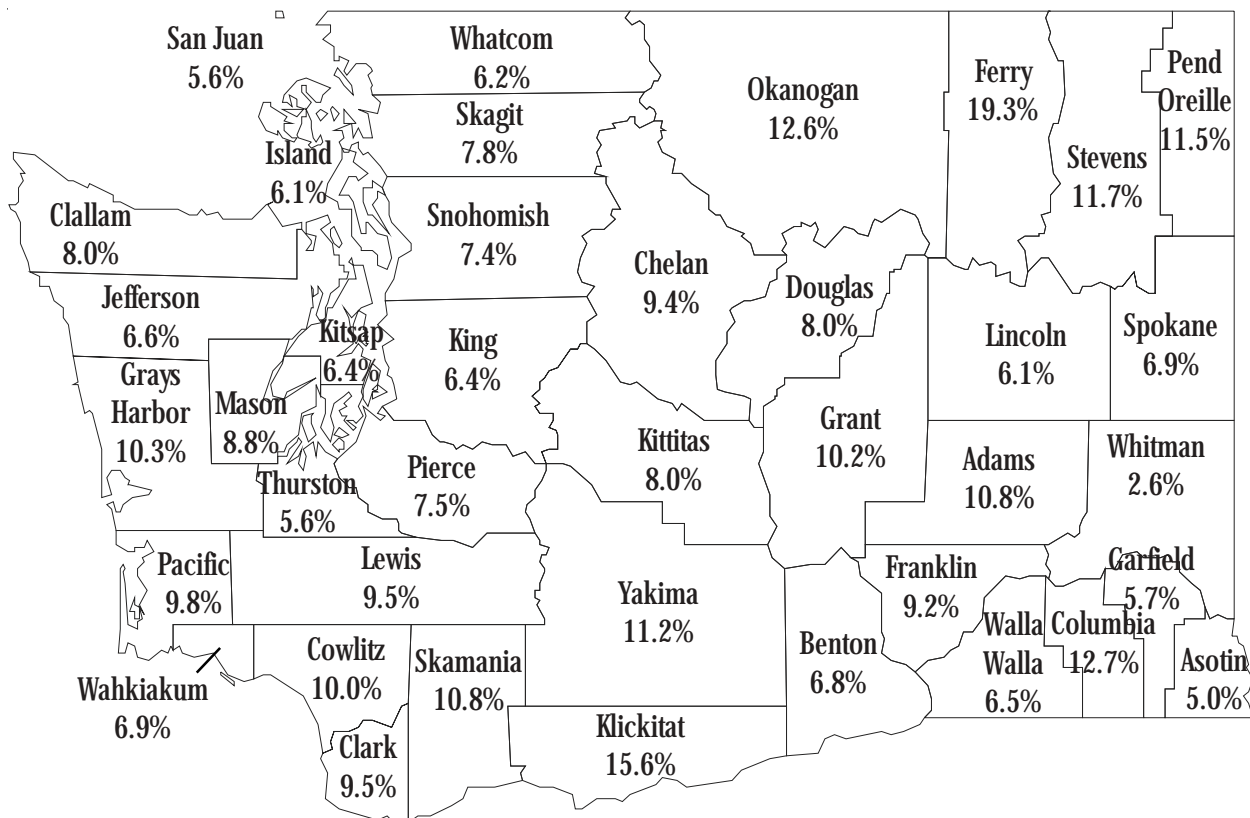 San Juan
5.6%
Whatcom
6.2%
Skagit
7.8%
Island
6.1%
Okanogan
12.6%
Ferry
19.3%
Pend
Oreille
11.5%
Stevens
11.7%
Clallam
8.0%
Snohomish
7.4%
Chelan
9.4%
Douglas
8.0%
Jefferson
6.6%
Kitsap
6.4%
King
6.4%
Lincoln
6.1%
Spokane
6.9%
Grays
Harbor
10.3%
Mason
8.8%
Thurston
5.6%
Pierce
7.5%
Kittitas
8.0%
Grant
10.2%
Adams
10.8%
Whitman
2.6%
Pacific
9.8%
Lewis
9.5%
Yakima
11.2%
Franklin
9.2%
Garfield
5.7%
Wahkiakum
6.9%
Cowlitz
10.0%
Skamania
10.8%
Benton
6.8%
Walla
Walla
6.5%
Columbia
12.7%
Asotin
5.0%
Clark
9.5%
Klickitat
15.6%